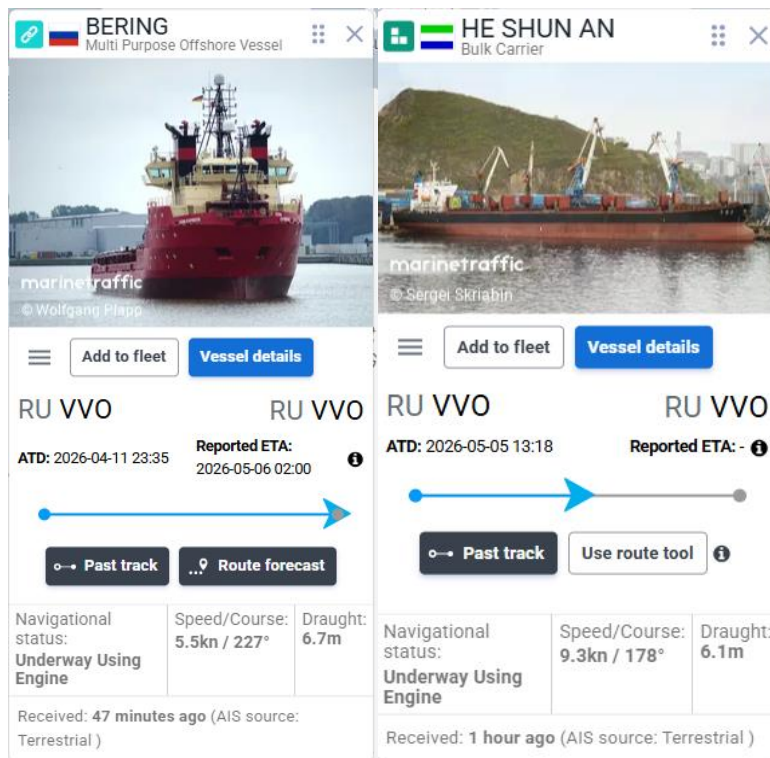 BERING
Multi Purpose Offshore Vessel
marinetraffic
© Wolfgang Plapp
Add to fleet
Vessel details
RU VVO
RU VVO
ATD: 2026-04-11 23:35
Reported ETA:
2026-05-06 02:00
Past track
Route forecast
Navigational
status:
Underway Using
Engine
Speed/Course:
5.5kn / 227°
Draught:
6.7m
Received: 47 minutes ago (AIS source:
Terrestrial )
HE SHUN AN
Bulk Carrier
marinetraffic
© Sergei Skriabin
Add to fleet
Vessel details
RU VVO
RU VVO
ATD: 2026-05-05 13:18
Reported ETA: -
Past track
Use route tool
Navigational
status:
Underway Using
Engine
Speed/Course:
9.3kn / 178°
Draught:
6.1m
Received: 1 hour ago (AIS source: Terrestrial )